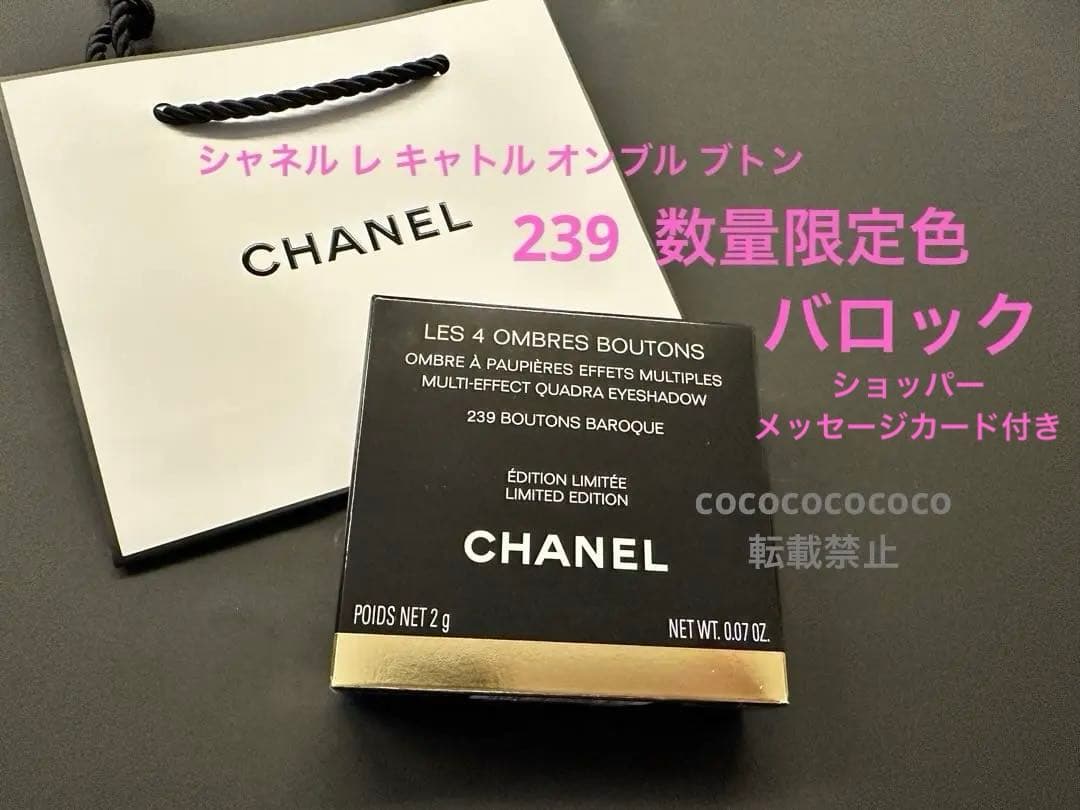 シャネル レ キャトル オンブル ブトン
CHANEL
239 数量限定色
バロック
ショッパー
メッセージカード付き
LES 4 OMBRES BOUTONS
OMBRE À PAUPIÈRES EFFETS MULTIPLES
MULTI-EFFECT QUADRA EYESHADOW
239 BOUTONS BAROQUE
ÉDITION LIMITÉE
LIMITED EDITION
CHANEL
POIDS NET 2 g
NET WT. 0.07 OZ.
cocococococo
転載禁止